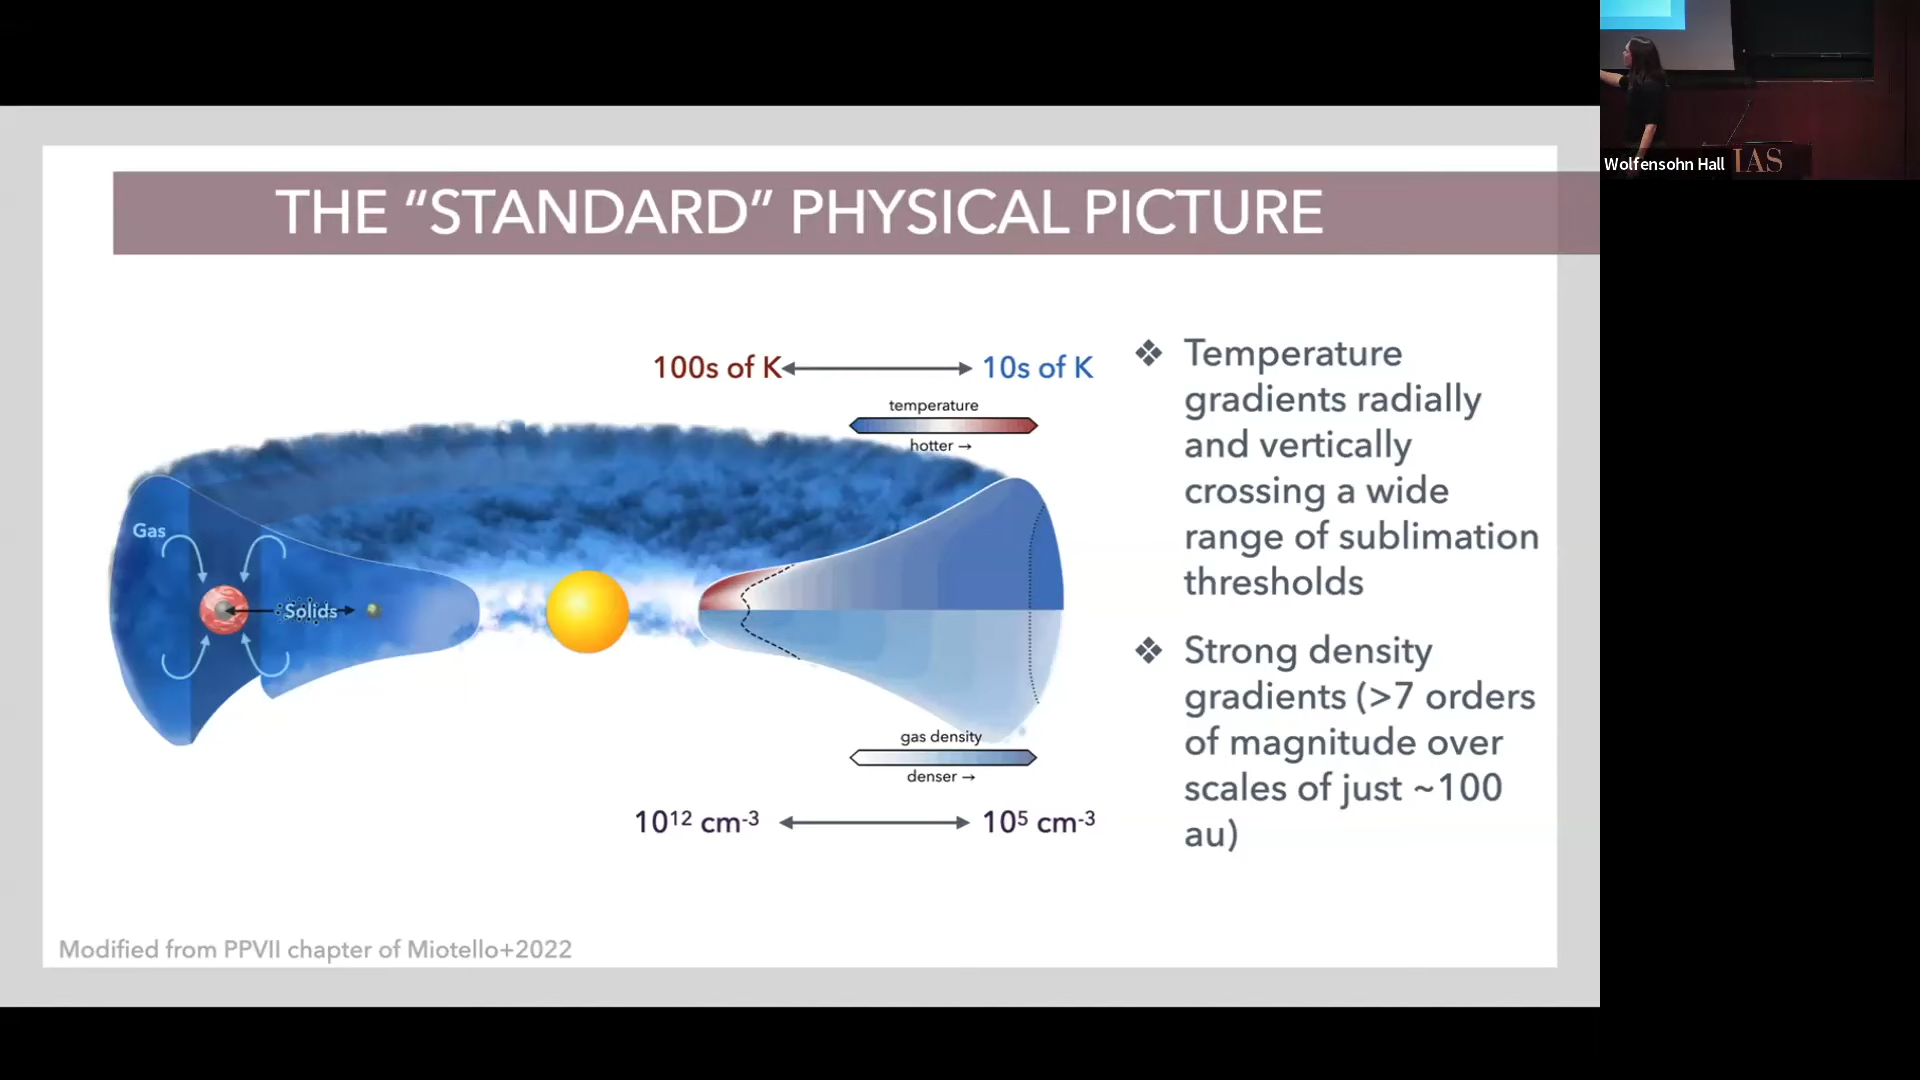 THE “STANDARD” PHYSICAL PICTURE
100s of K
10s of K
temperature
hotter →
Gas
Solids
gas density
denser →
10¹² cm⁻³
10⁵ cm⁻³
❖ Temperature
gradients radially
and vertically
crossing a wide
range of sublimation
thresholds
❖ Strong density
gradients (>7 orders
of magnitude over
scales of just ~100
au)
Modified from PPVII chapter of Miotello+2022
Wolfensohn Hall
IAS